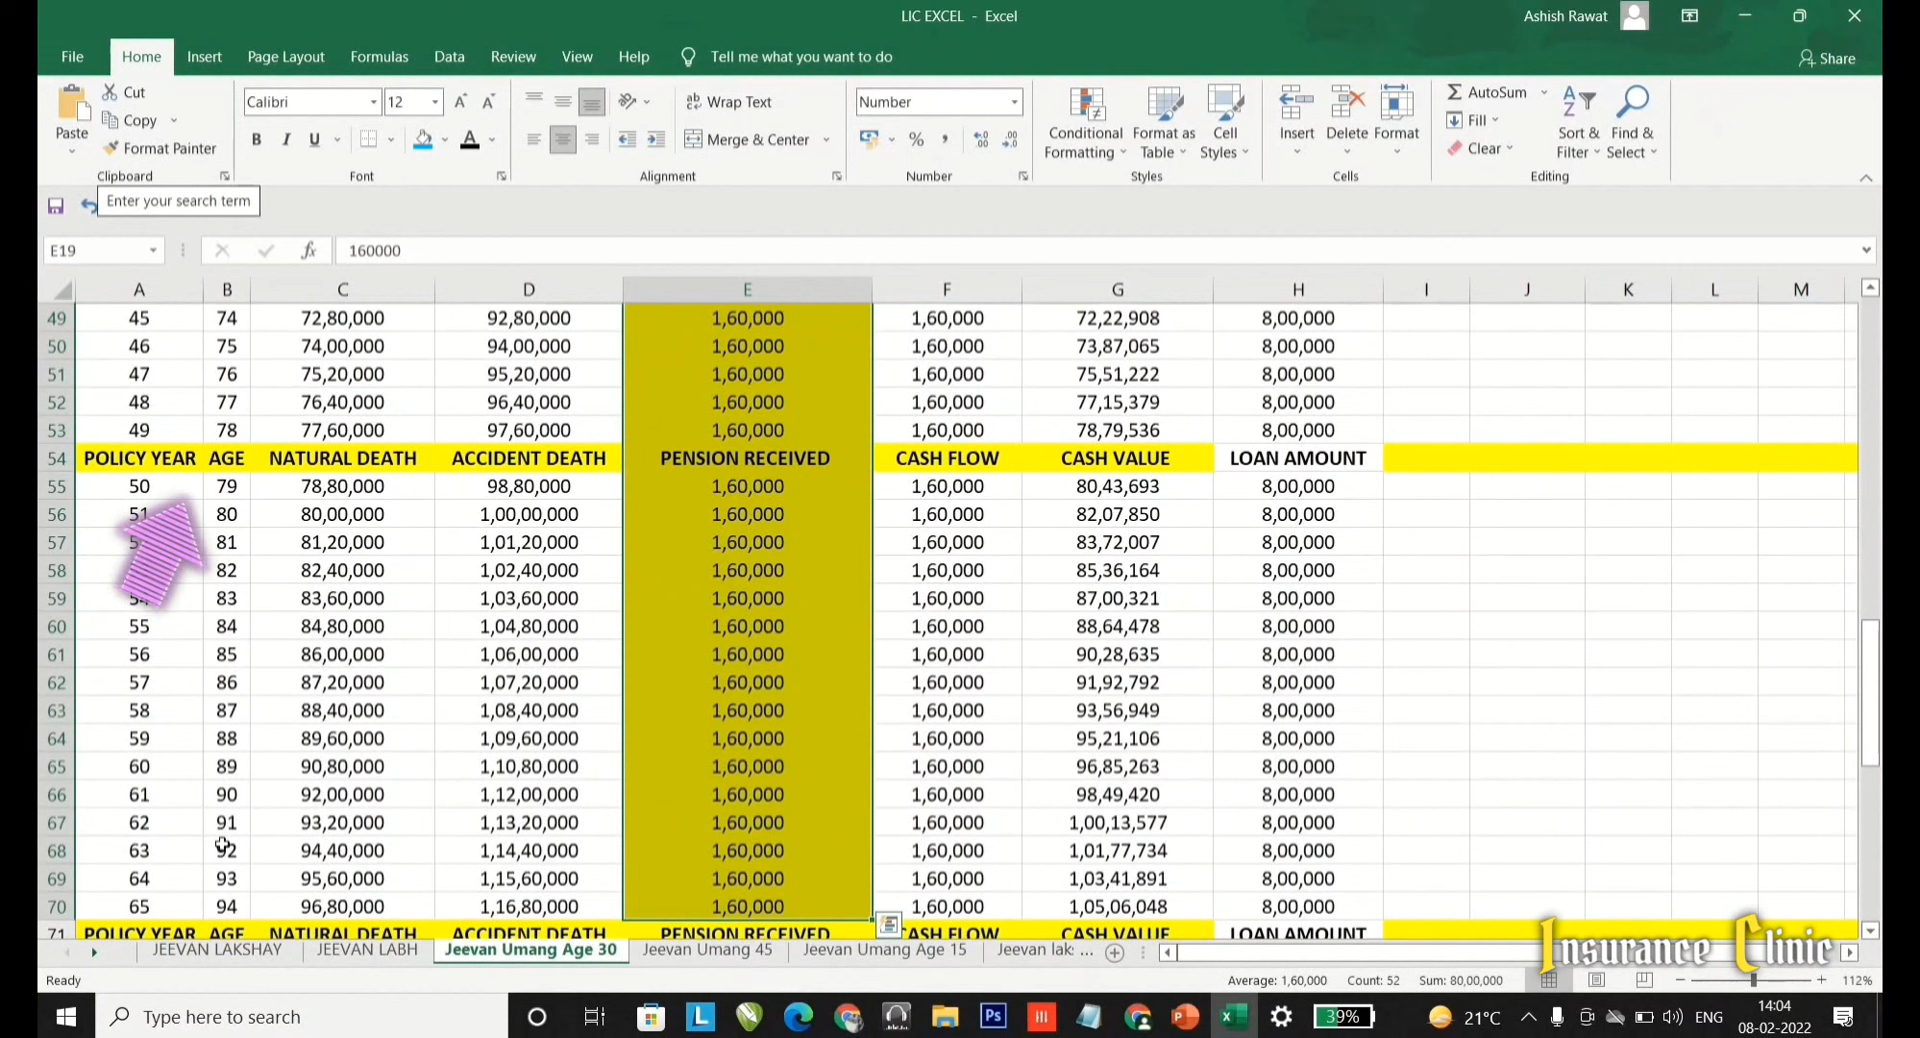 LIC EXCEL - Excel
Ashish Rawat
File Home Insert Page Layout Formulas Data Review View Help Tell me what you want to do
Share
Paste
Cut
Copy
Format Painter
Clipboard
Calibri 12
B I U
Font
Wrap Text
Merge & Center
Alignment
Number
%
Number
Conditional Formatting
Format as Table
Cell Styles
Styles
Insert Delete Format
Cells
AutoSum
Fill
Clear
Sort & Filter
Find & Select
Editing
Enter your search term
E19 fx 160000
A B C D E F G H I J K L M
49 45 74 72,80,000 92,80,000 1,60,000 1,60,000 72,22,908 8,00,000
50 46 75 74,00,000 94,00,000 1,60,000 1,60,000 73,87,065 8,00,000
51 47 76 75,20,000 95,20,000 1,60,000 1,60,000 75,51,222 8,00,000
52 48 77 76,40,000 96,40,000 1,60,000 1,60,000 77,15,379 8,00,000
53 49 78 77,60,000 97,60,000 1,60,000 1,60,000 78,79,536 8,00,000
54 POLICY YEAR AGE NATURAL DEATH ACCIDENT DEATH PENSION RECEIVED CASH FLOW CASH VALUE LOAN AMOUNT
55 50 79 78,80,000 98,80,000 1,60,000 1,60,000 80,43,693 8,00,000
56 51 80 80,00,000 1,00,00,000 1,60,000 1,60,000 82,07,850 8,00,000
57 81 81,20,000 1,01,20,000 1,60,000 1,60,000 83,72,007 8,00,000
58 82 82,40,000 1,02,40,000 1,60,000 1,60,000 85,36,164 8,00,000
59 54 83 83,60,000 1,03,60,000 1,60,000 1,60,000 87,00,321 8,00,000
60 55 84 84,80,000 1,04,80,000 1,60,000 1,60,000 88,64,478 8,00,000
61 56 85 86,00,000 1,06,00,000 1,60,000 1,60,000 90,28,635 8,00,000
62 57 86 87,20,000 1,07,20,000 1,60,000 1,60,000 91,92,792 8,00,000
63 58 87 88,40,000 1,08,40,000 1,60,000 1,60,000 93,56,949 8,00,000
64 59 88 89,60,000 1,09,60,000 1,60,000 1,60,000 95,21,106 8,00,000
65 60 89 90,80,000 1,10,80,000 1,60,000 1,60,000 96,85,263 8,00,000
66 61 90 92,00,000 1,12,00,000 1,60,000 1,60,000 98,49,420 8,00,000
67 62 91 93,20,000 1,13,20,000 1,60,000 1,60,000 1,00,13,577 8,00,000
68 63 92 94,40,000 1,14,40,000 1,60,000 1,60,000 1,01,77,734 8,00,000
69 64 93 95,60,000 1,15,60,000 1,60,000 1,60,000 1,03,41,891 8,00,000
70 65 94 96,80,000 1,16,80,000 1,60,000 1,60,000 1,05,06,048 8,00,000
71 POLICY YEAR AGE NATURAL DEATH ACCIDENT DEATH PENSION RECEIVED CASH FLOW CASH VALUE LOAN AMOUNT
Insurance Clinic
JEEVAN LAKSHAY JEEVAN LABH Jeevan Umang Age 30 Jeevan Umang 45 Jeevan Umang Age 15 Jeevan lak: ...
Ready Average: 1,60,000 Count: 52 Sum: 80,00,000 112%
Type here to search
39% 21°C ENG
14:04
08-02-2022